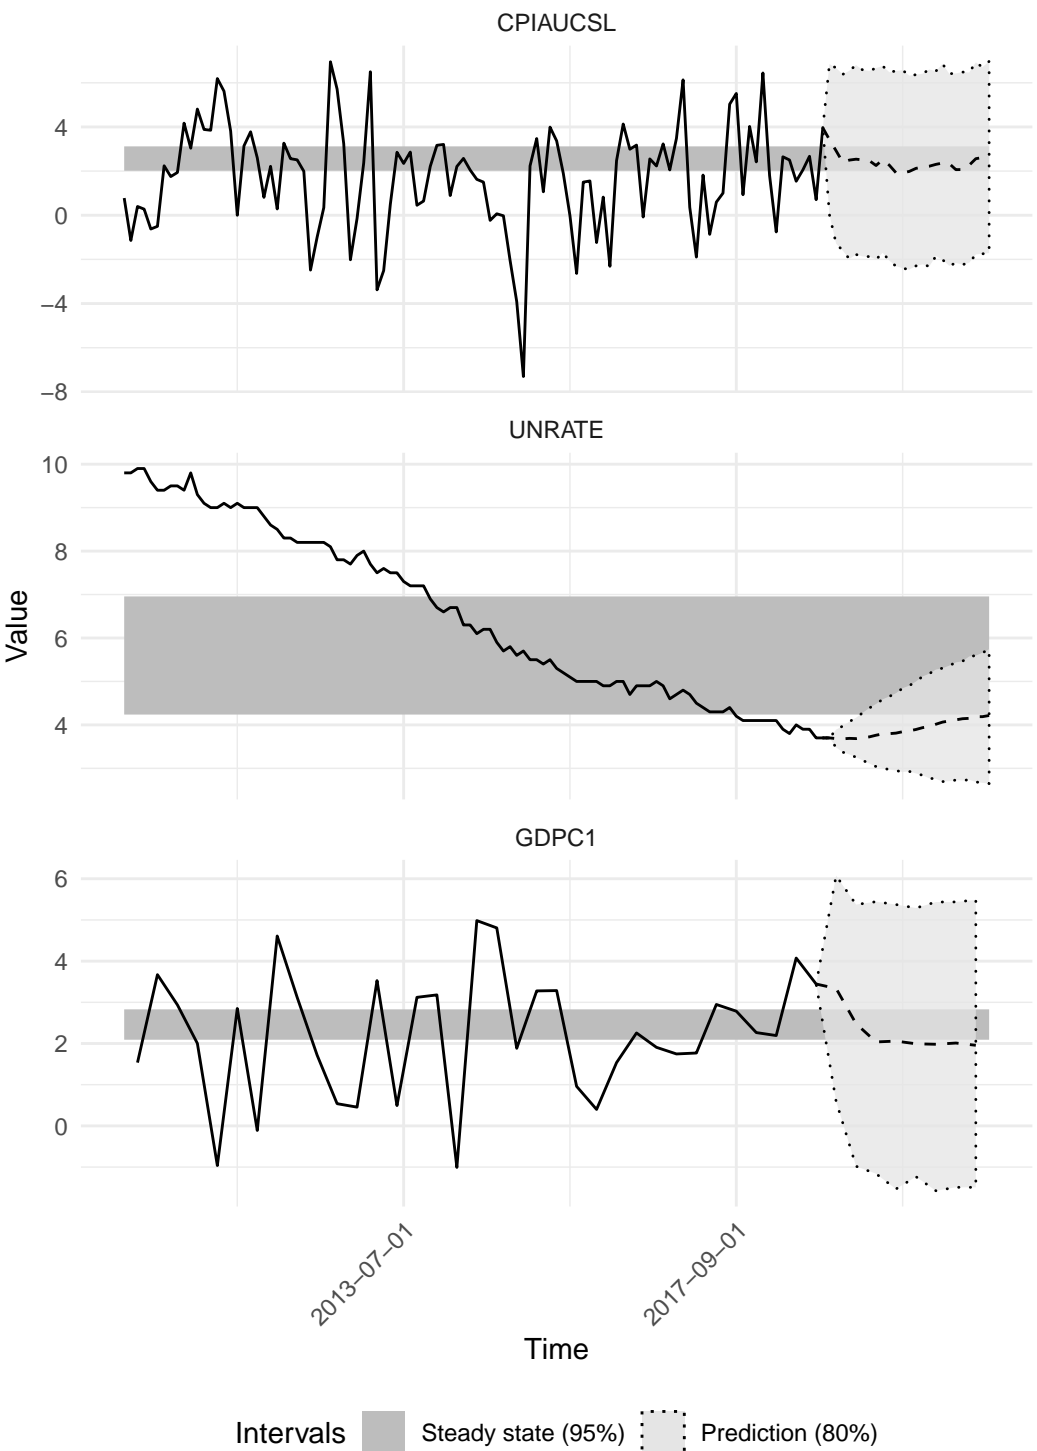 CPIAUCSL
4
0
−4
−8
UNRATE
10
8
6
4
Value
GDPC1
6
4
2
0
2013−07−01
2017−09−01
Time
Intervals Steady state (95%) Prediction (80%)